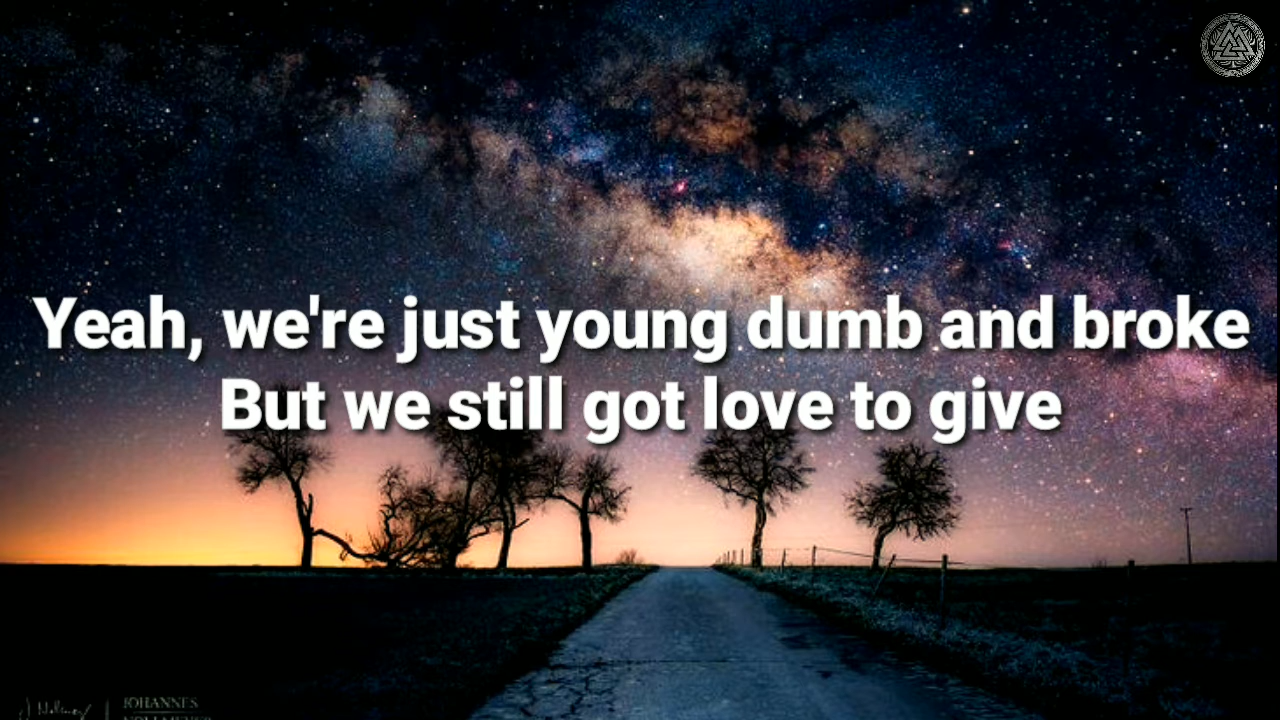 Yeah, we're just young dumb and broke
But we still got love to give
JOHANNES